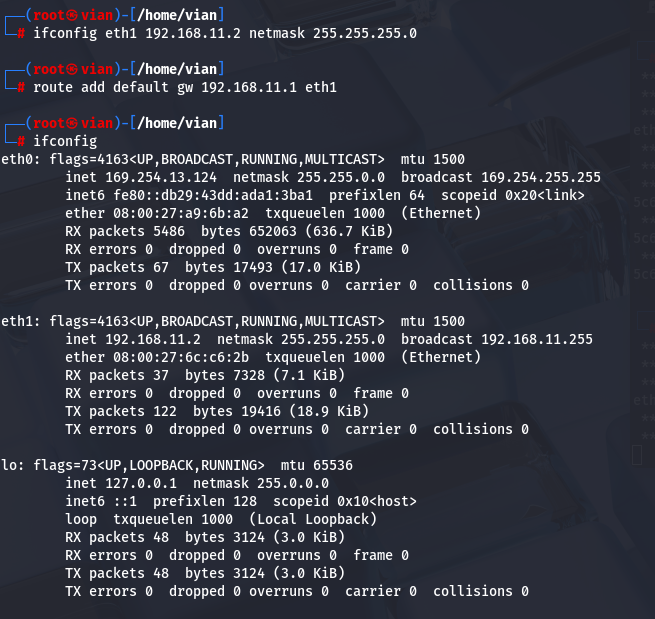 ┌──(root㉿vian)-[/home/vian]
└─# ifconfig eth1 192.168.11.2 netmask 255.255.255.0
┌──(root㉿vian)-[/home/vian]
└─# route add default gw 192.168.11.1 eth1
┌──(root㉿vian)-[/home/vian]
└─# ifconfig
eth0: flags=4163<UP,BROADCAST,RUNNING,MULTICAST>  mtu 1500
inet 169.254.13.124  netmask 255.255.0.0  broadcast 169.254.255.255
inet6 fe80::db29:43dd:ada1:3ba1  prefixlen 64  scopeid 0x20<link>
ether 08:00:27:a9:6b:a2  txqueuelen 1000  (Ethernet)
RX packets 5486  bytes 652063 (636.7 KiB)
RX errors 0  dropped 0  overruns 0  frame 0
TX packets 67  bytes 17493 (17.0 KiB)
TX errors 0  dropped 0 overruns 0  carrier 0  collisions 0
eth1: flags=4163<UP,BROADCAST,RUNNING,MULTICAST>  mtu 1500
inet 192.168.11.2  netmask 255.255.255.0  broadcast 192.168.11.255
ether 08:00:27:6c:c6:2b  txqueuelen 1000  (Ethernet)
RX packets 37  bytes 7328 (7.1 KiB)
RX errors 0  dropped 0  overruns 0  frame 0
TX packets 122  bytes 19416 (18.9 KiB)
TX errors 0  dropped 0 overruns 0  carrier 0  collisions 0
lo: flags=73<UP,LOOPBACK,RUNNING>  mtu 65536
inet 127.0.0.1  netmask 255.0.0.0
inet6 ::1  prefixlen 128  scopeid 0x10<host>
loop  txqueuelen 1000  (Local Loopback)
RX packets 48  bytes 3124 (3.0 KiB)
RX errors 0  dropped 0  overruns 0  frame 0
TX packets 48  bytes 3124 (3.0 KiB)
TX errors 0  dropped 0 overruns 0  carrier 0  collisions 0